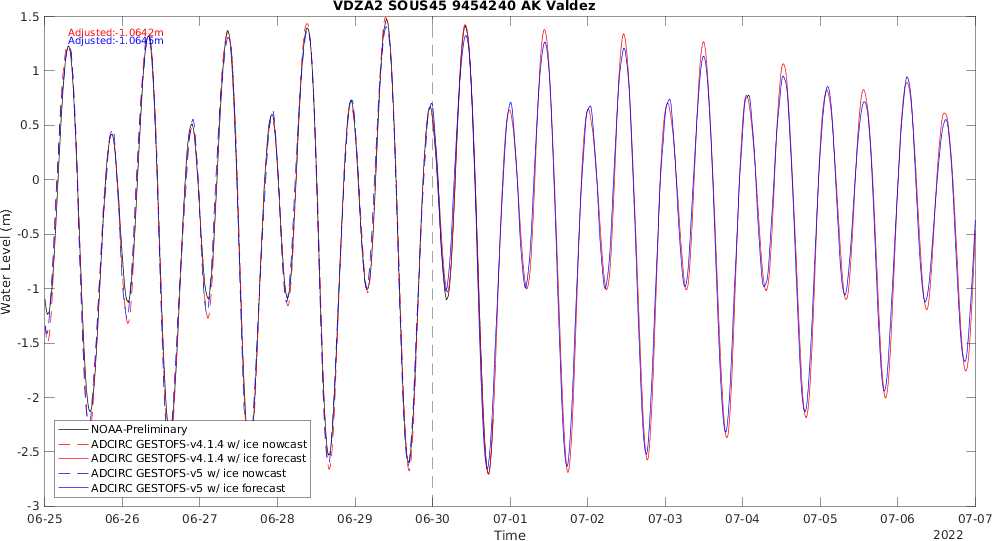 VDZA2 SOUS45 9454240 AK Valdez
Adjusted:-1.0642m
Adjusted:-1.0645m
1.5
1
0.5
0
-0.5
-1
-1.5
-2
-2.5
-3
Water Level (m)
NOAA-Preliminary
ADCIRC GESTOFS-v4.1.4 w/ ice nowcast
ADCIRC GESTOFS-v4.1.4 w/ ice forecast
ADCIRC GESTOFS-v5 w/ ice nowcast
ADCIRC GESTOFS-v5 w/ ice forecast
06-25 06-26 06-27 06-28 06-29 06-30 07-01 07-02 07-03 07-04 07-05 07-06 07-07
Time
2022